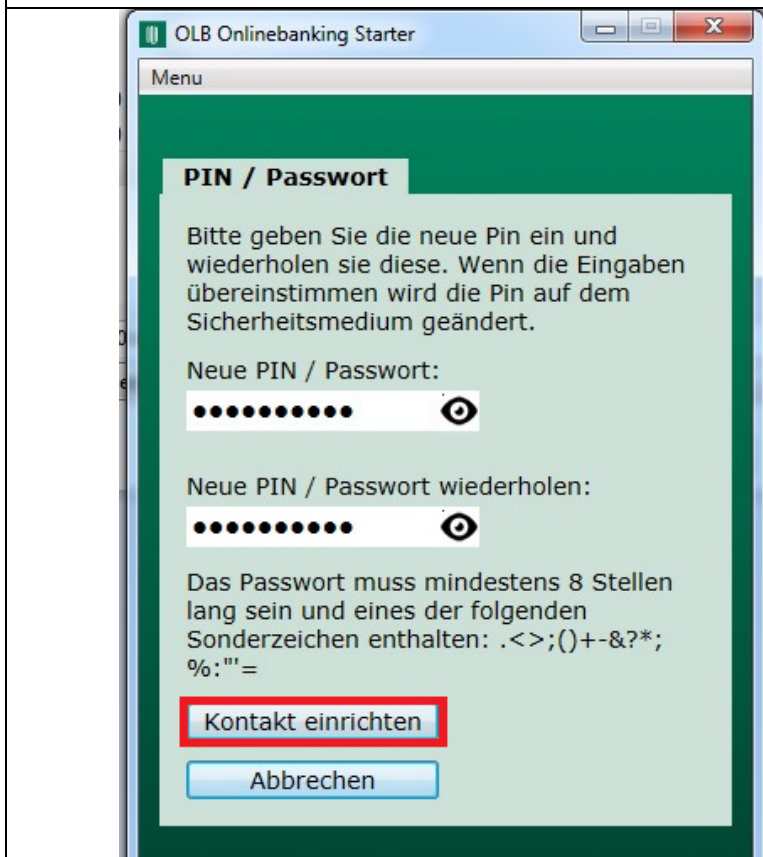 OLB Onlinebanking Starter
Menu
PIN / Passwort
Bitte geben Sie die neue Pin ein und
wiederholen sie diese. Wenn die Eingaben
übereinstimmen wird die Pin auf dem
Sicherheitsmedium geändert.
Neue PIN / Passwort:
••••••••••
Neue PIN / Passwort wiederholen:
••••••••••
Das Passwort muss mindestens 8 Stellen
lang sein und eines der folgenden
Sonderzeichen enthalten: .<>;()+-&?*;
%:"'=
Kontakt einrichten
Abbrechen